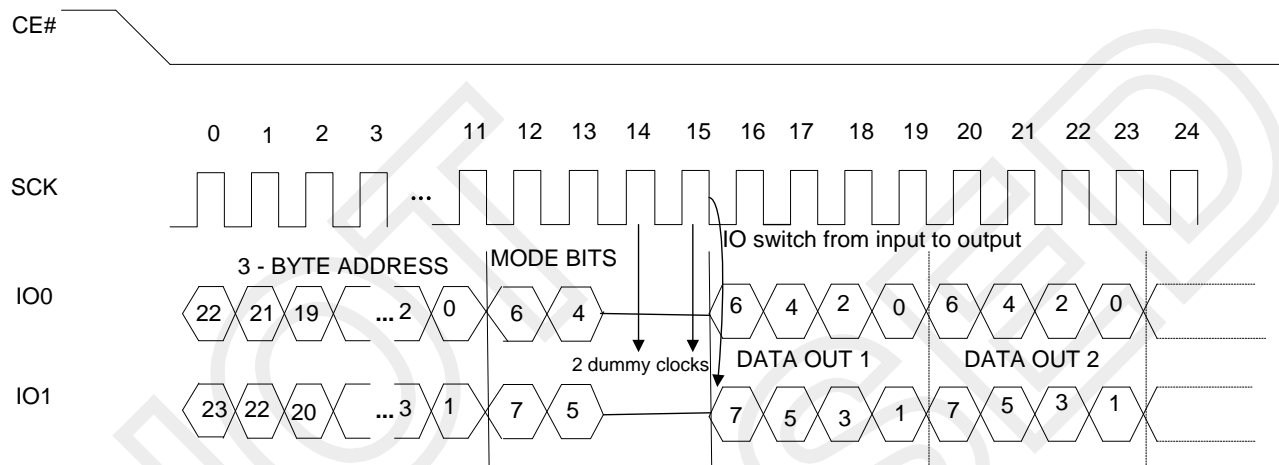 CE#
0 1 2 3 11 12 13 14 15 16 17 18 19 20 21 22 23 24
SCK ...
IO switch from input to output
3 - BYTE ADDRESS MODE BITS
IO0 22 21 19 ... 2 0 6 4 6 4 2 0 6 4 2 0
2 dummy clocks DATA OUT 1 DATA OUT 2
IO1 23 22 20 ... 3 1 7 5 7 5 3 1 7 5 3 1